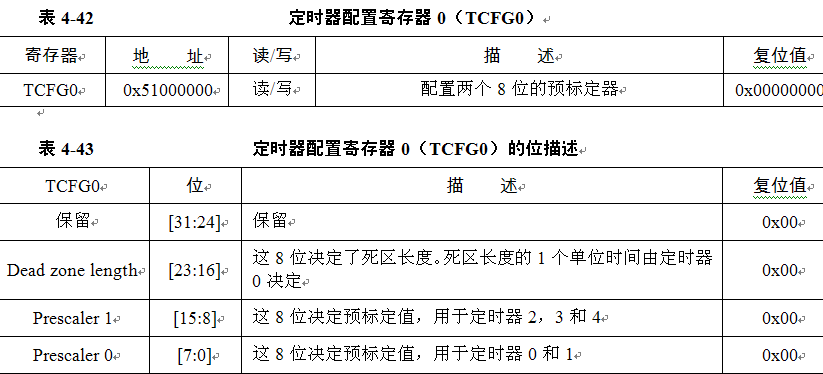 表 4-42 定时器配置寄存器 0（TCFG0）
寄存器 地 址 读/写 描 述 复位值
TCFG0 0x51000000 读/写 配置两个 8 位的预标定器 0x00000000
表 4-43 定时器配置寄存器 0（TCFG0）的位描述
TCFG0 位 描 述 复位值
保留 [31:24] 保留 0x00
Dead zone length [23:16] 这 8 位决定了死区长度。死区长度的 1 个单位时间由定时器 0x00
0 决定
Prescaler 1 [15:8] 这 8 位决定预标定值，用于定时器 2，3 和 4 0x00
Prescaler 0 [7:0] 这 8 位决定预标定值，用于定时器 0 和 1 0x00